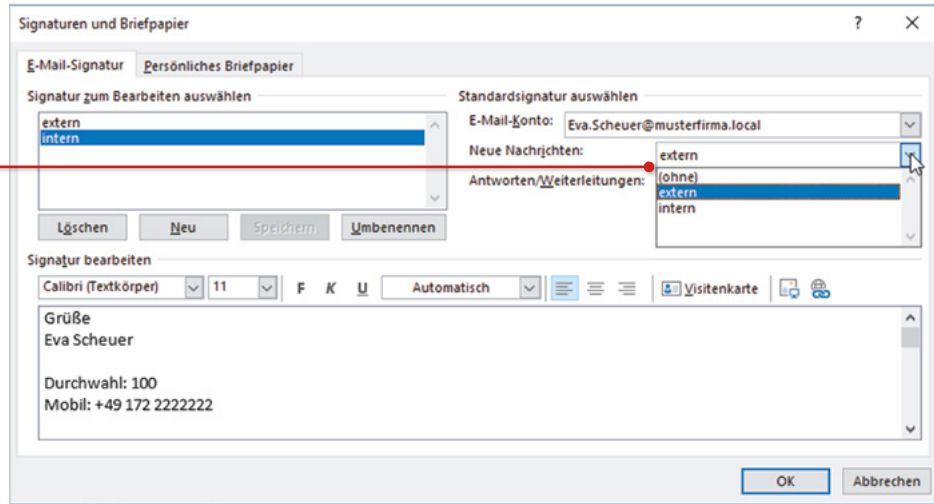 Signaturen und Briefpapier ? ×
E-Mail-Signatur Persönliches Briefpapier
Signatur zum Bearbeiten auswählen
extern
intern
Löschen Neu Speichern Umbenennen
Standardsignatur auswählen
E-Mail-Konto: Eva.Scheuer@musterfirma.local
Neue Nachrichten: extern
Antworten/Weiterleitungen:
(ohne)
extern
intern
Signatur bearbeiten
Calibri (Textkörper) 11 F K U Automatisch Visitenkarte
Grüße
Eva Scheuer
Durchwahl: 100
Mobil: +49 172 2222222
OK Abbrechen